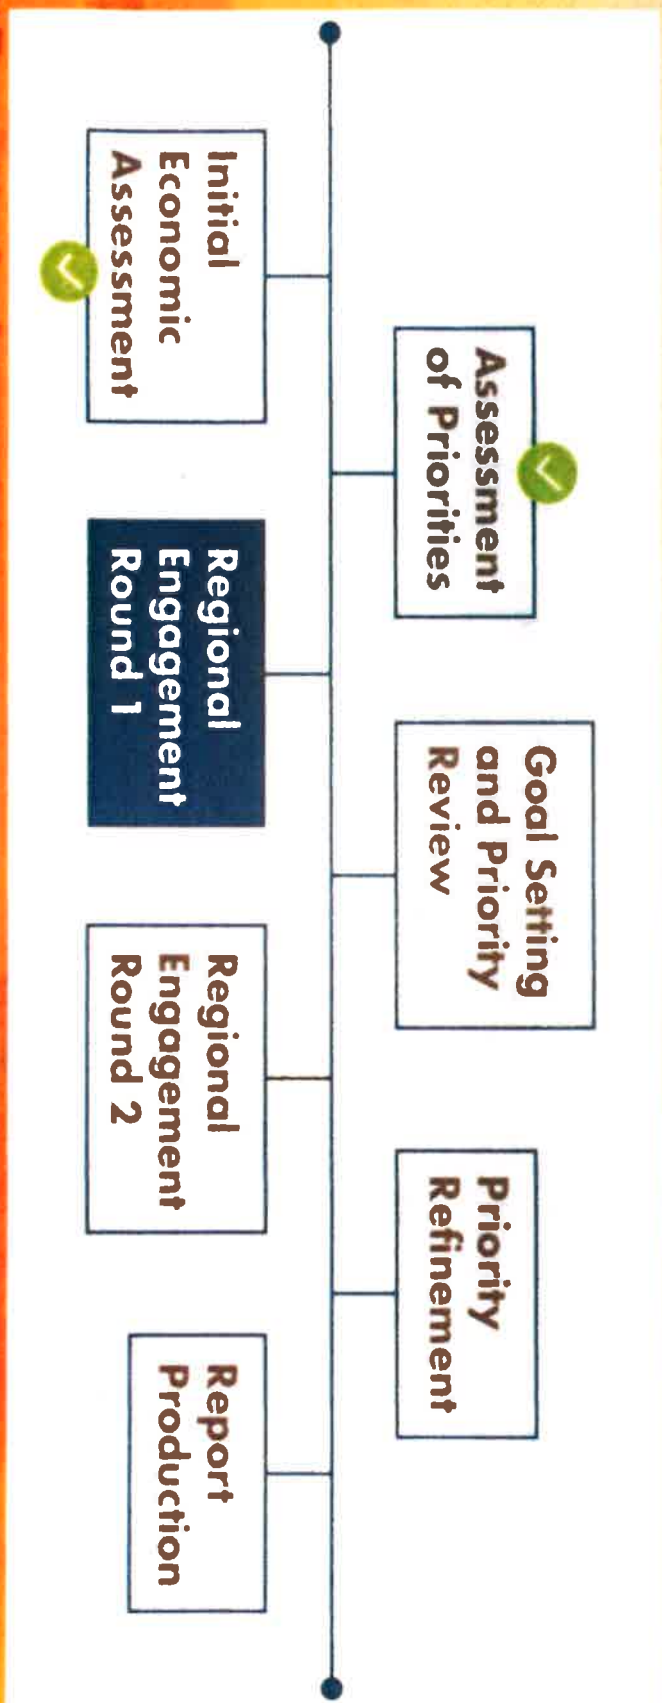 Initial
Economic
Assessment
Assessment
of Priorities
Regional
Engagement
Round 1
Goal Setting
and Priority
Review
Regional
Engagement
Round 2
Priority
Refinement
Report
Production